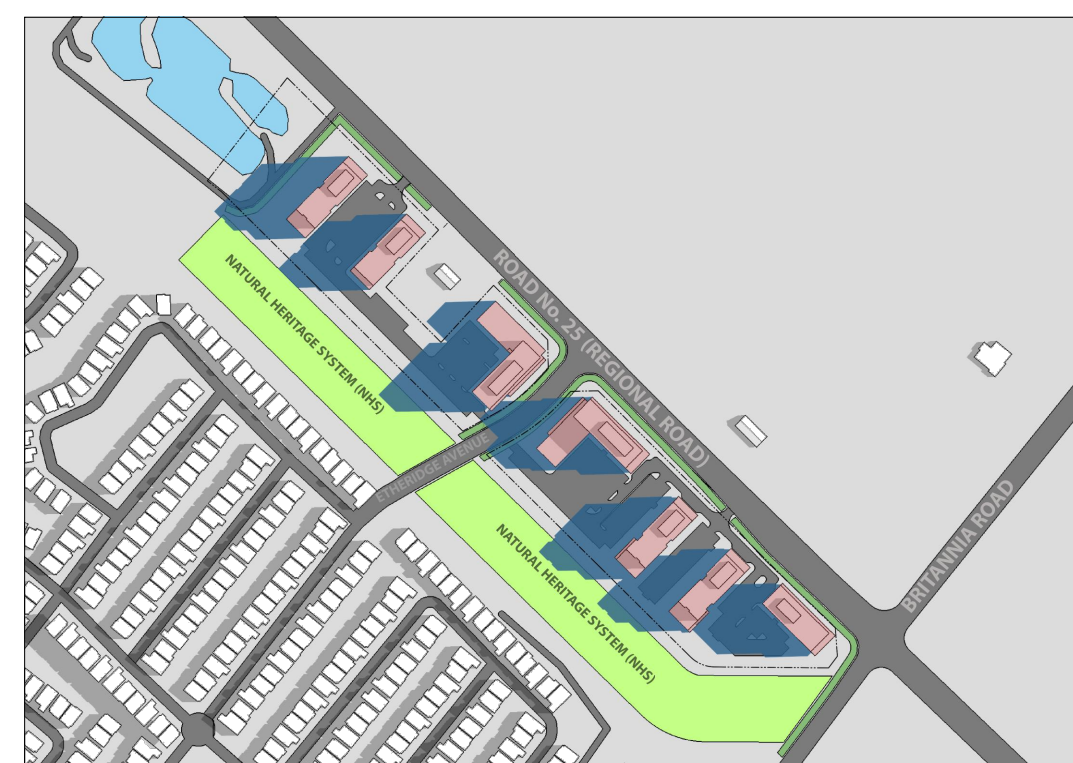 ROAD No. 25 (REGIONAL ROAD)
NATURAL HERITAGE SYSTEM (NHS)
ETHERIDGE AVENUE
BRITANNIA ROAD
NATURAL HERITAGE SYSTEM (NHS)